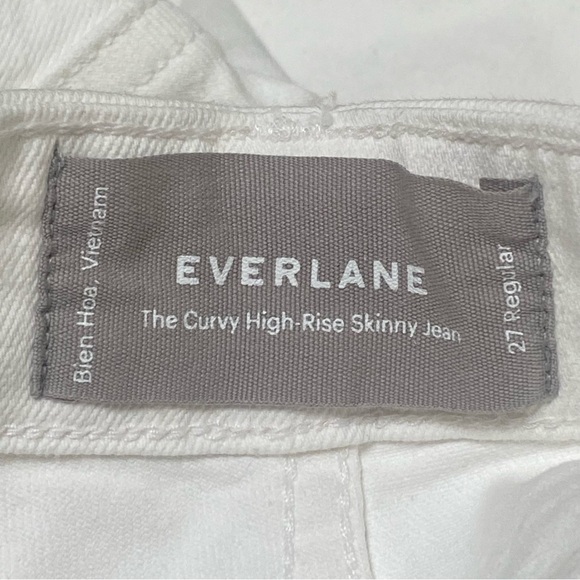 Bien Hoa, Vietnam
EVERLANE
The Curvy High-Rise Skinny Jean
27 Regular